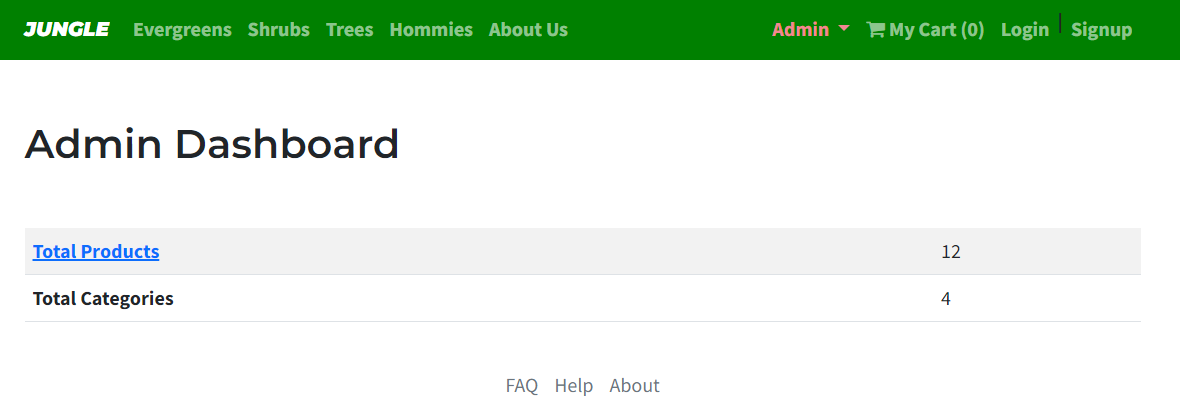 JUNGLE Evergreens Shrubs Trees Hommies About Us Admin My Cart (0) Login | Signup
Admin Dashboard
Total Products 12
Total Categories 4
FAQ Help About